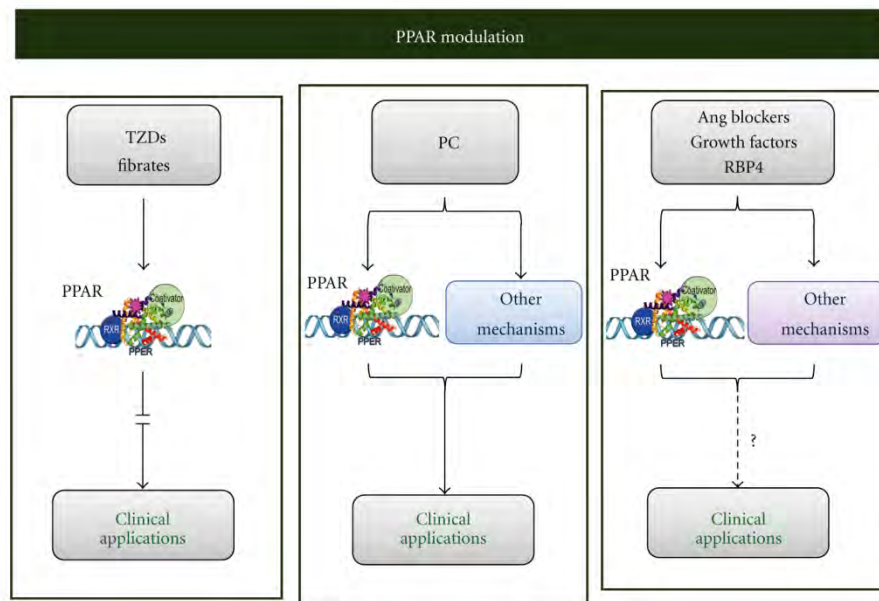 PPAR modulation
TZDs
fibrates
PPAR
Coativator
RXR
PPER
Clinical
applications
PC
PPAR
Coativator
RXR
PPER
Other
mechanisms
Clinical
applications
Ang blockers
Growth factors
RBP4
PPAR
Coativator
RXR
PPER
Other
mechanisms
?
Clinical
applications